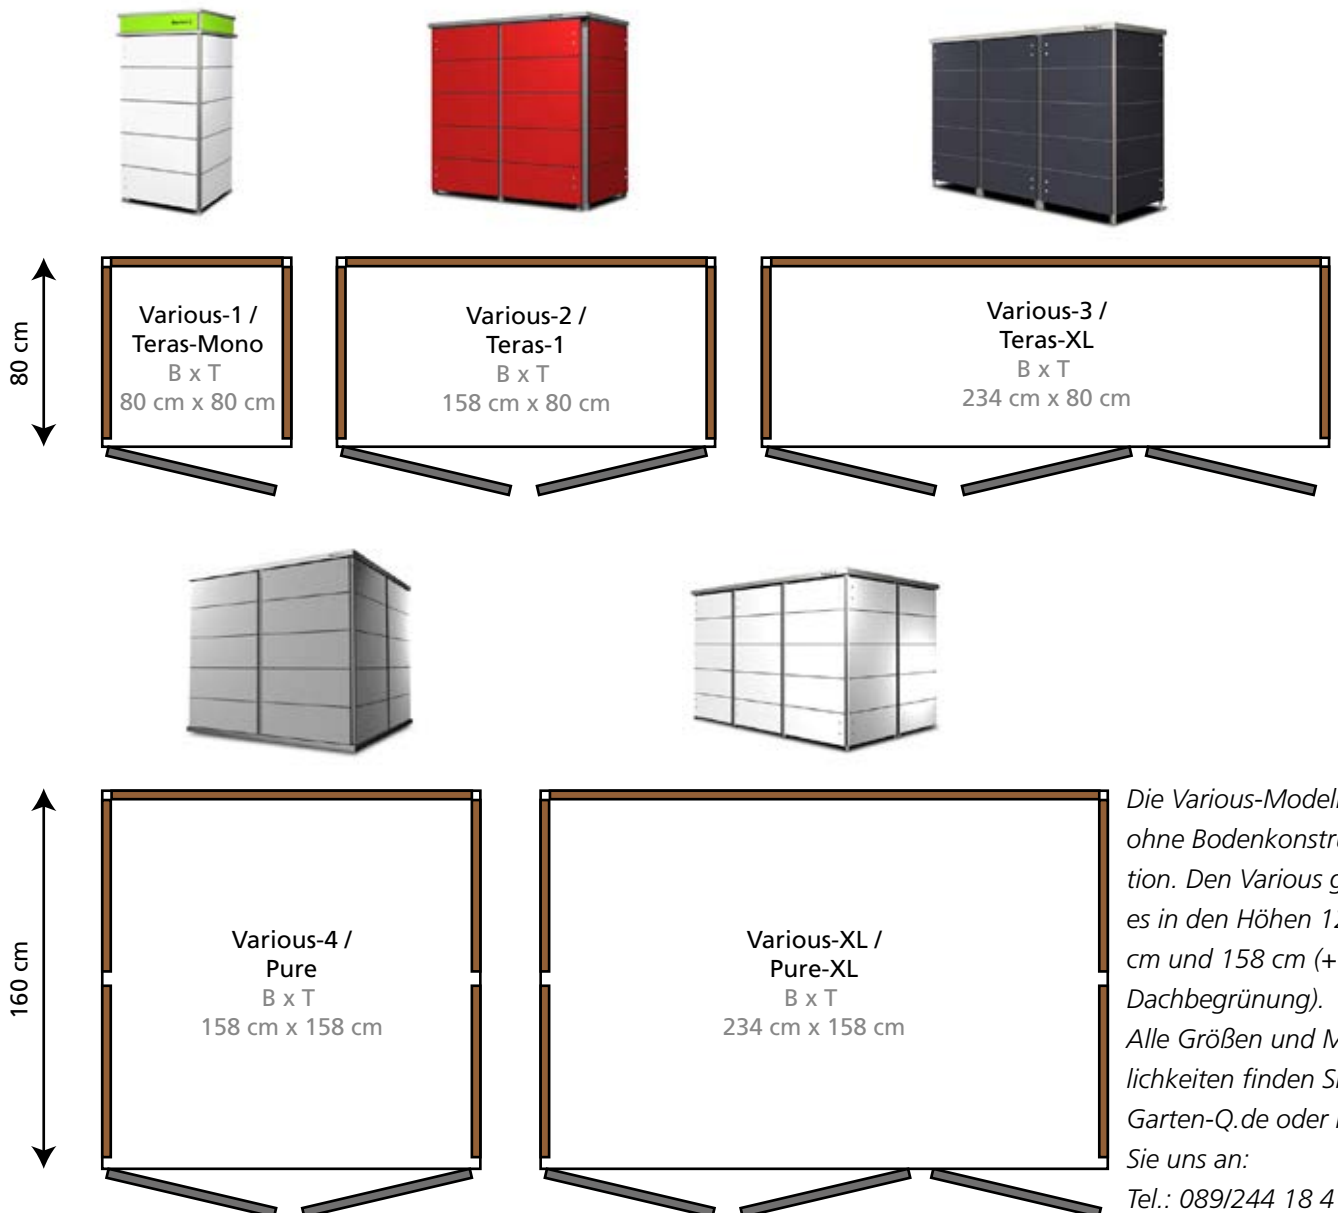 80 cm
Various-1 /
Teras-Mono
B x T
80 cm x 80 cm
Various-2 /
Teras-1
B x T
158 cm x 80 cm
Various-3 /
Teras-XL
B x T
234 cm x 80 cm
160 cm
Various-4 /
Pure
B x T
158 cm x 158 cm
Various-XL /
Pure-XL
B x T
234 cm x 158 cm
Die Various-Model
ohne Bodenkonstru
tion. Den Various g
es in den Höhen 12
cm und 158 cm (+
Dachbegrünung).
Alle Größen und M
lichkeiten finden S
Garten-Q.de oder
Sie uns an:
Tel.: 089/244 18 4